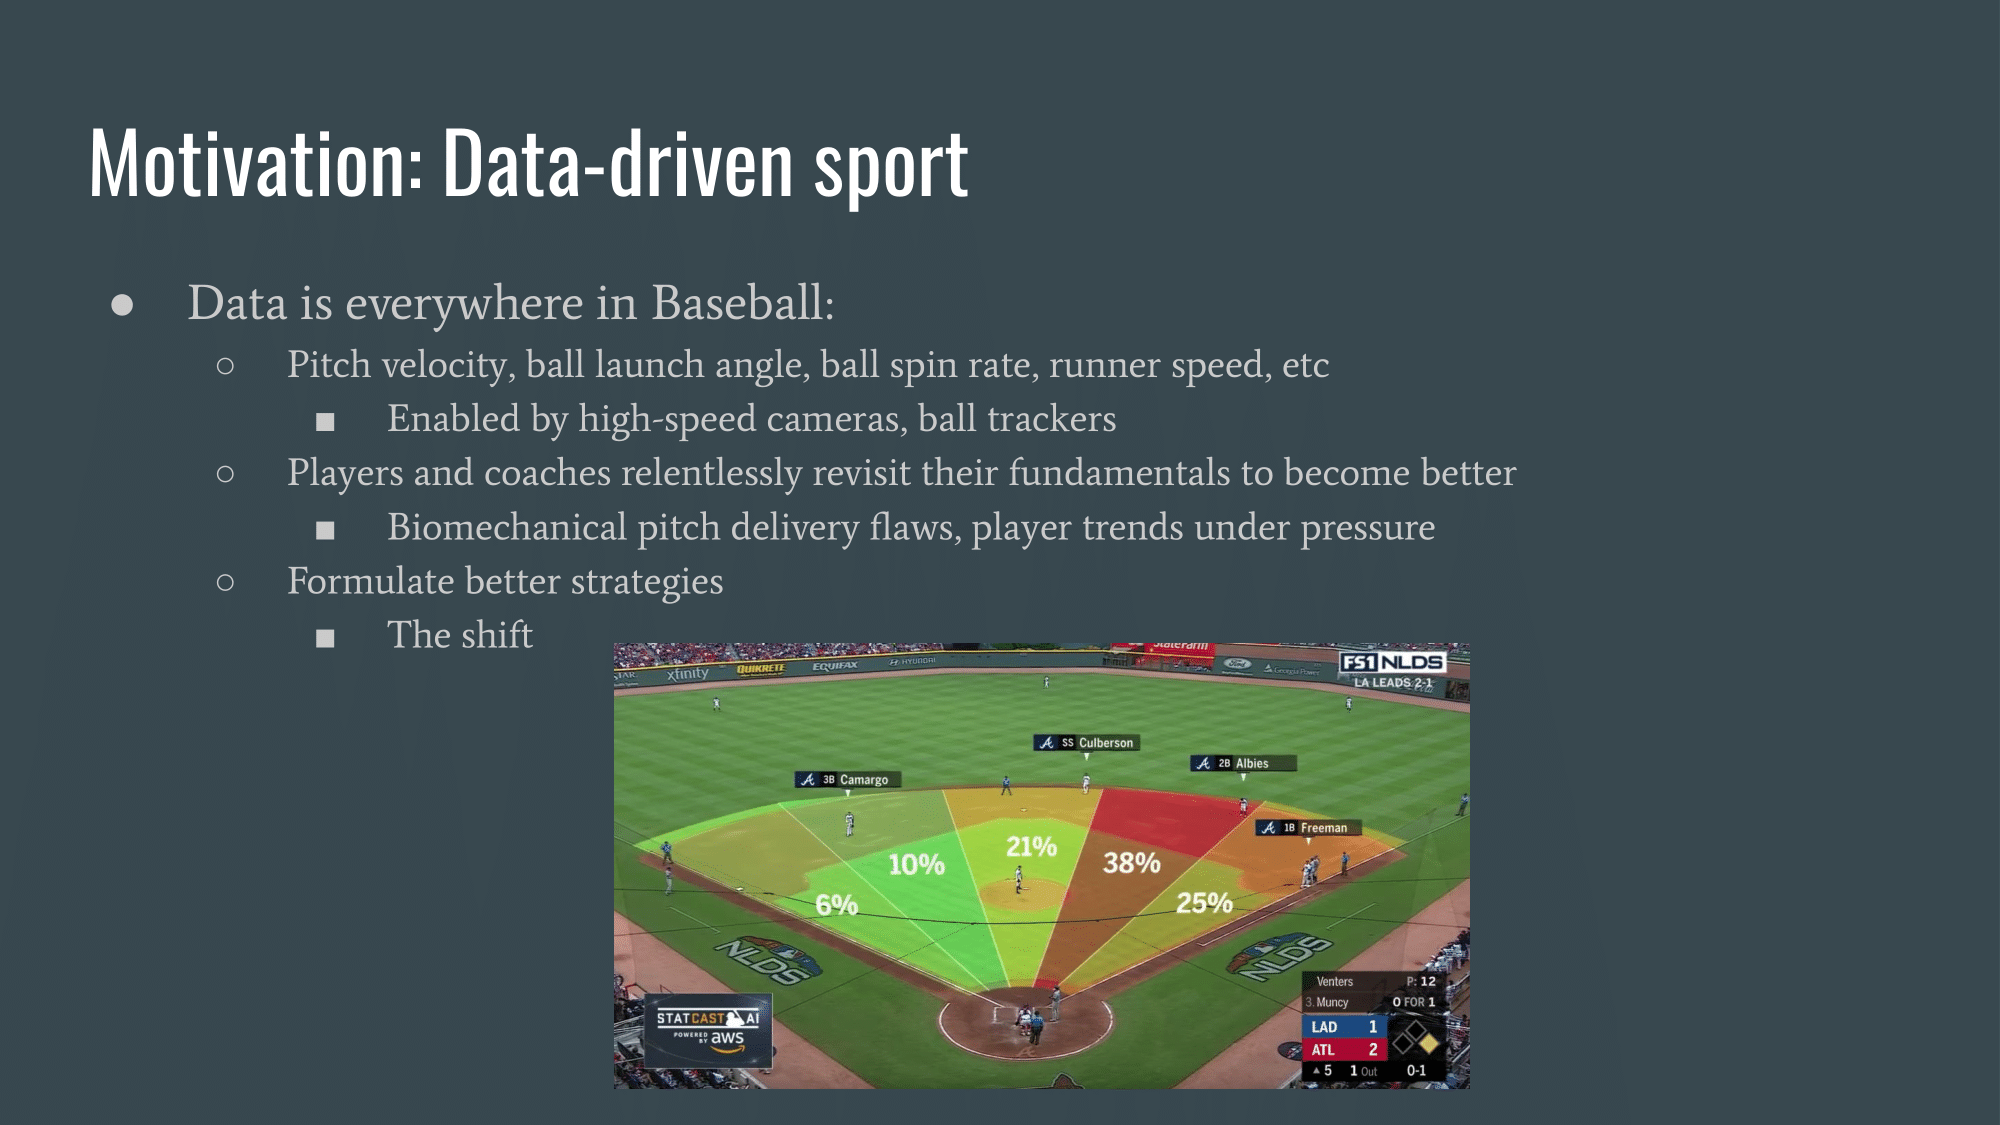 Motivation: Data-driven sport
● Data is everywhere in Baseball:
○ Pitch velocity, ball launch angle, ball spin rate, runner speed, etc
■ Enabled by high-speed cameras, ball trackers
○ Players and coaches relentlessly revisit their fundamentals to become better
■ Biomechanical pitch delivery flaws, player trends under pressure
○ Formulate better strategies
■ The shift
xfinity QUIKRETE EQUIFAX HYUNDAI StateFarm Ford Georgia Power
FS1 NLDS
LA LEADS 2-1
SS Culberson
2B Albies
3B Camargo
1B Freeman
21%
10%
38%
6%
25%
NLDS
NLDS
Venters P: 12
3. Muncy 0 FOR 1
LAD 1
ATL 2
▲ 5 1 Out 0-1
STATCAST AI
POWERED BY aws